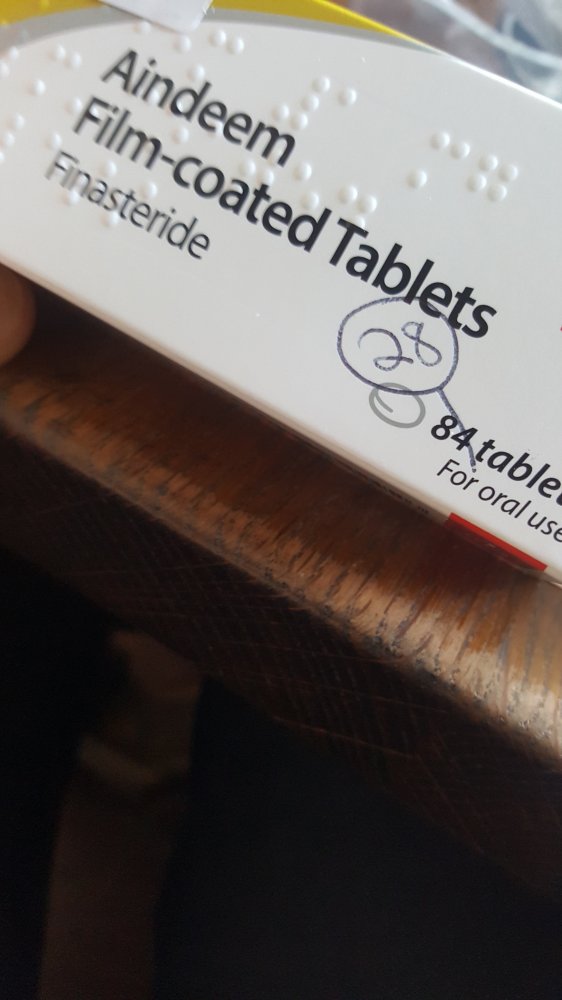 Aindeem
Film-coated Tablets
Finasteride
28
84 table
For oral use